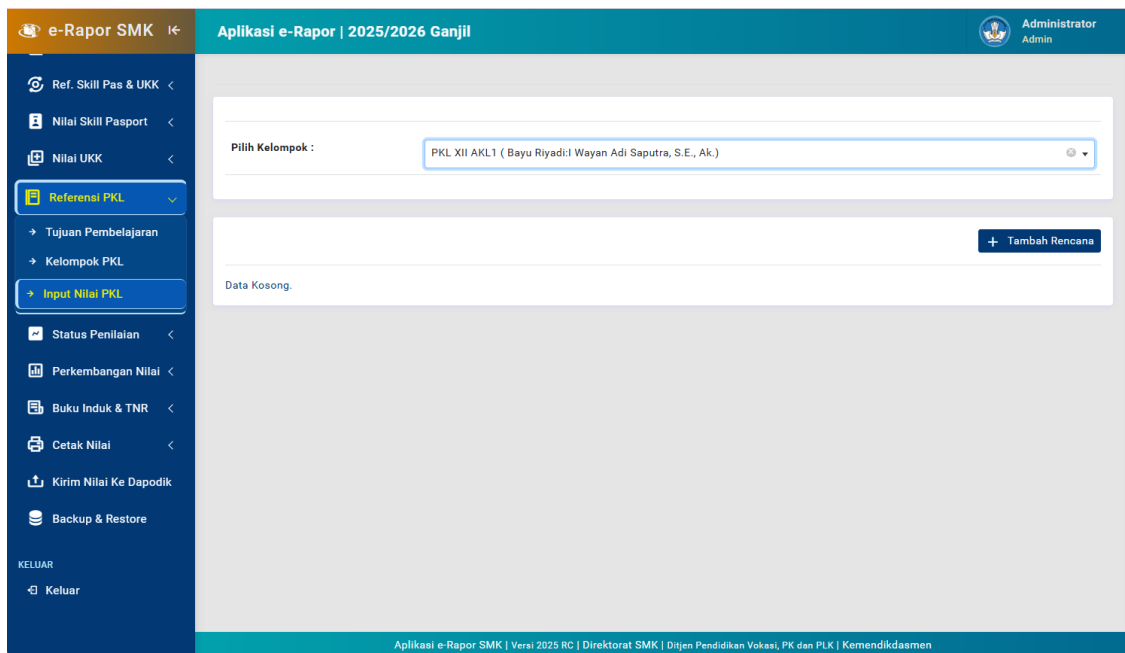 e-Rapor SMK
Aplikasi e-Rapor | 2025/2026 Ganjil
Administrator
Admin
Ref. Skill Pas & UKK
Nilai Skill Pasport
Nilai UKK
Referensi PKL
Tujuan Pembelajaran
Kelompok PKL
Input Nilai PKL
Status Penilaian
Perkembangan Nilai
Buku Induk & TNR
Cetak Nilai
Kirim Nilai Ke Dapodik
Backup & Restore
KELUAR
Keluar
Pilih Kelompok :
PKL XII AKL1 ( Bayu Riyadi:I Wayan Adi Saputra, S.E., Ak.)
+ Tambah Rencana
Data Kosong.
Aplikasi e-Rapor SMK | Versi 2025 RC | Direktorat SMK | Ditjen Pendidikan Vokasi, PK dan PLK | Kemendikdasmen